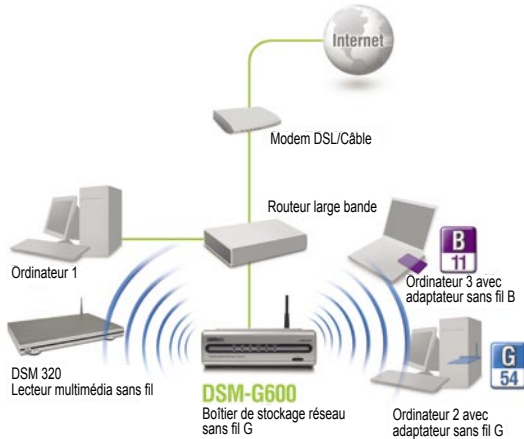 Internet
Modem DSL/Câble
Routeur large bande
Ordinateur 1
B
11
Ordinateur 3 avec
adaptateur sans fil B
DSM 320
Lecteur multimédia sans fil
DSM-G600
Boîtier de stockage réseau
sans fil G
G
54
Ordinateur 2 avec
adaptateur sans fil G